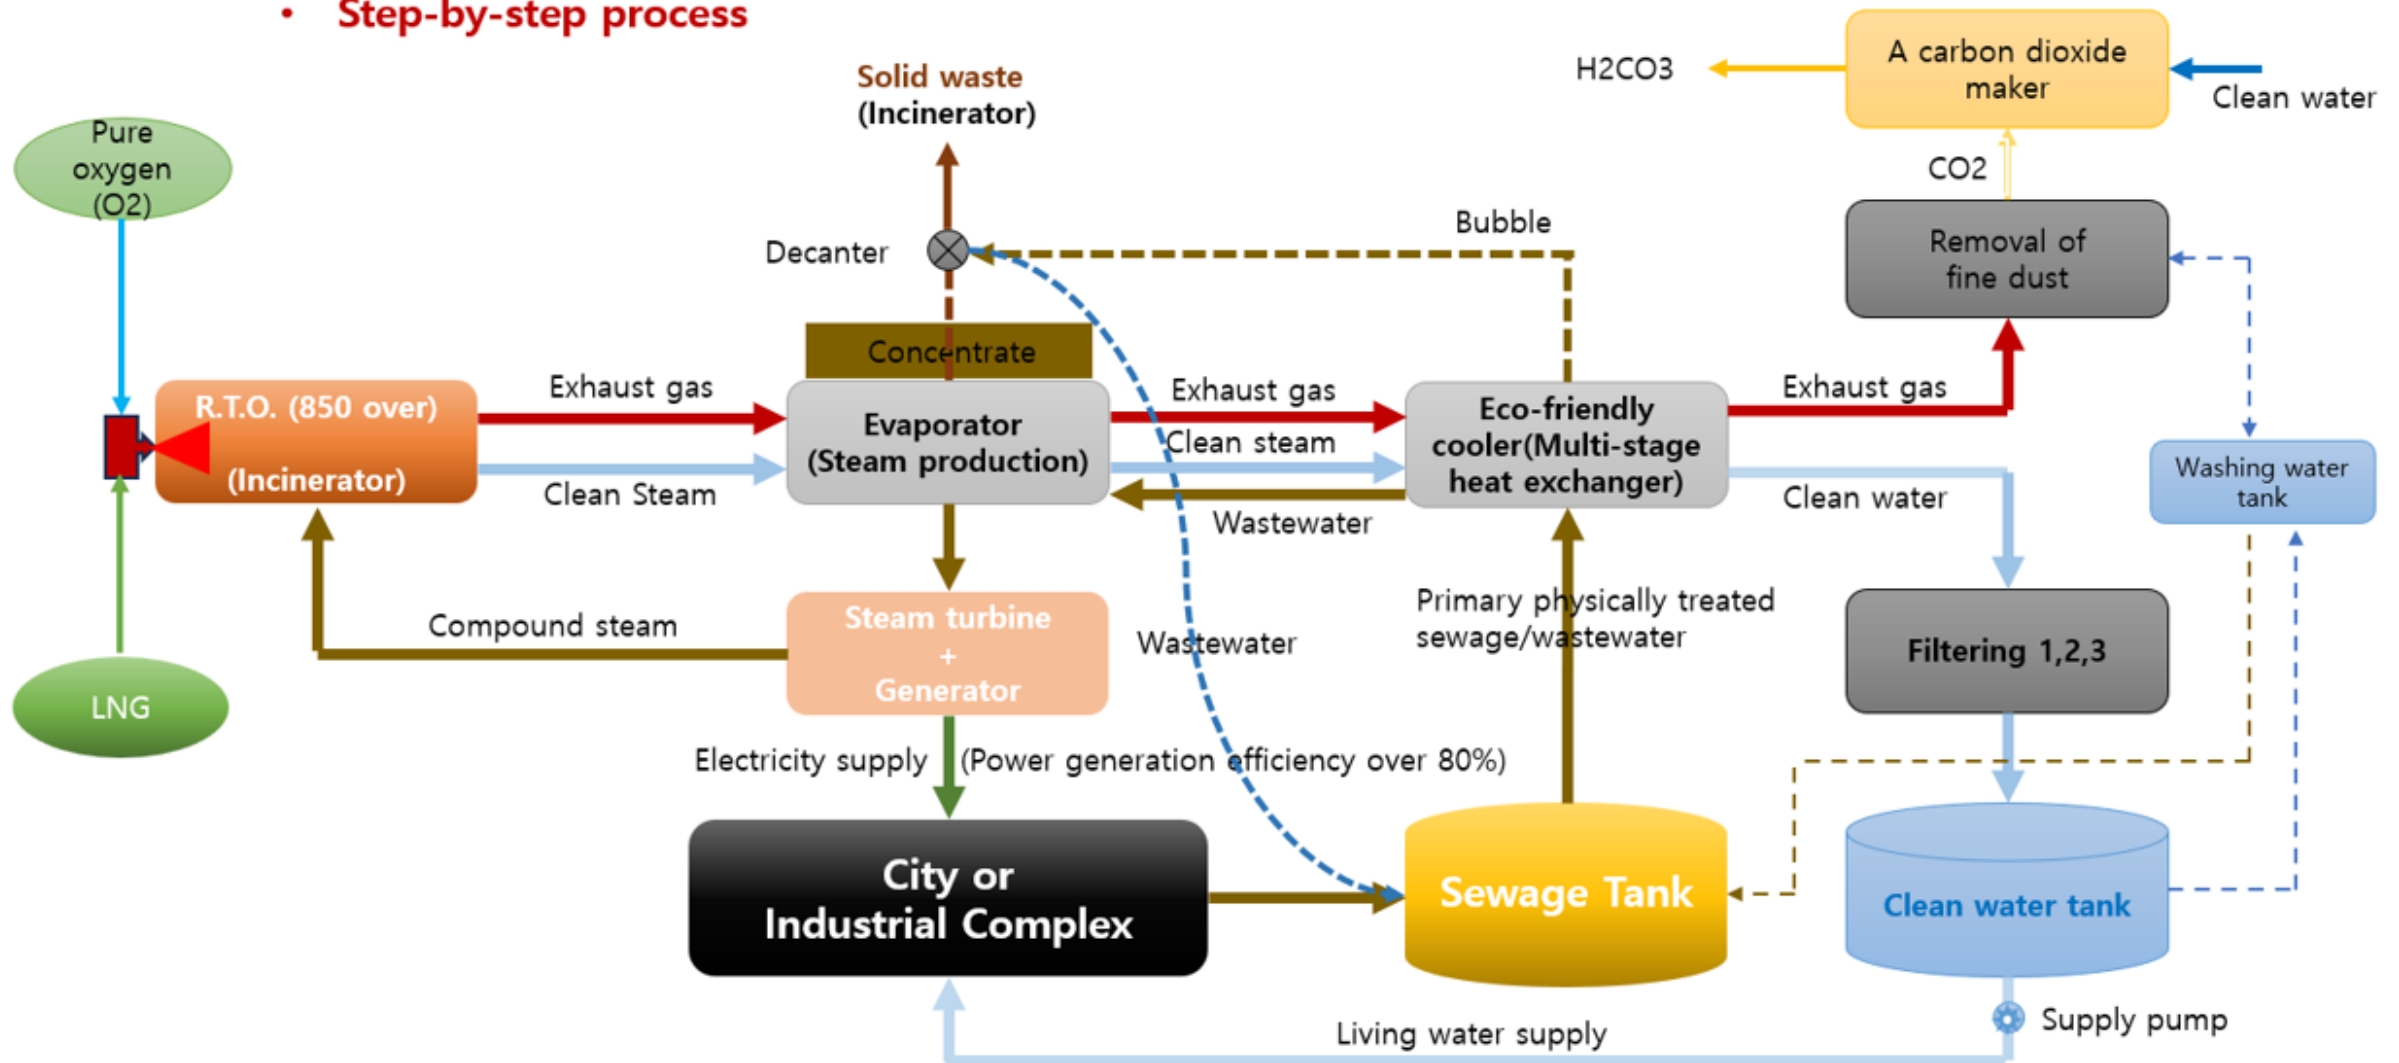 • Step-by-step process
Solid waste
(Incinerator)
H2CO3
A carbon dioxide
maker
Clean water
Pure
oxygen
(O2)
CO2
Bubble
Decanter
Removal of
fine dust
Concentrate
R.T.O. (850 over)
(Incinerator)
Exhaust gas
Clean Steam
Evaporator
(Steam production)
Exhaust gas
Clean steam
Wastewater
Eco-friendly
cooler(Multi-stage
heat exchanger)
Exhaust gas
Clean water
Washing water
tank
Compound steam
Steam turbine
+
Generator
Wastewater
Primary physically treated
sewage/wastewater
Filtering 1,2,3
LNG
Electricity supply
(Power generation efficiency over 80%)
City or
Industrial Complex
Sewage Tank
Clean water tank
Living water supply
Supply pump